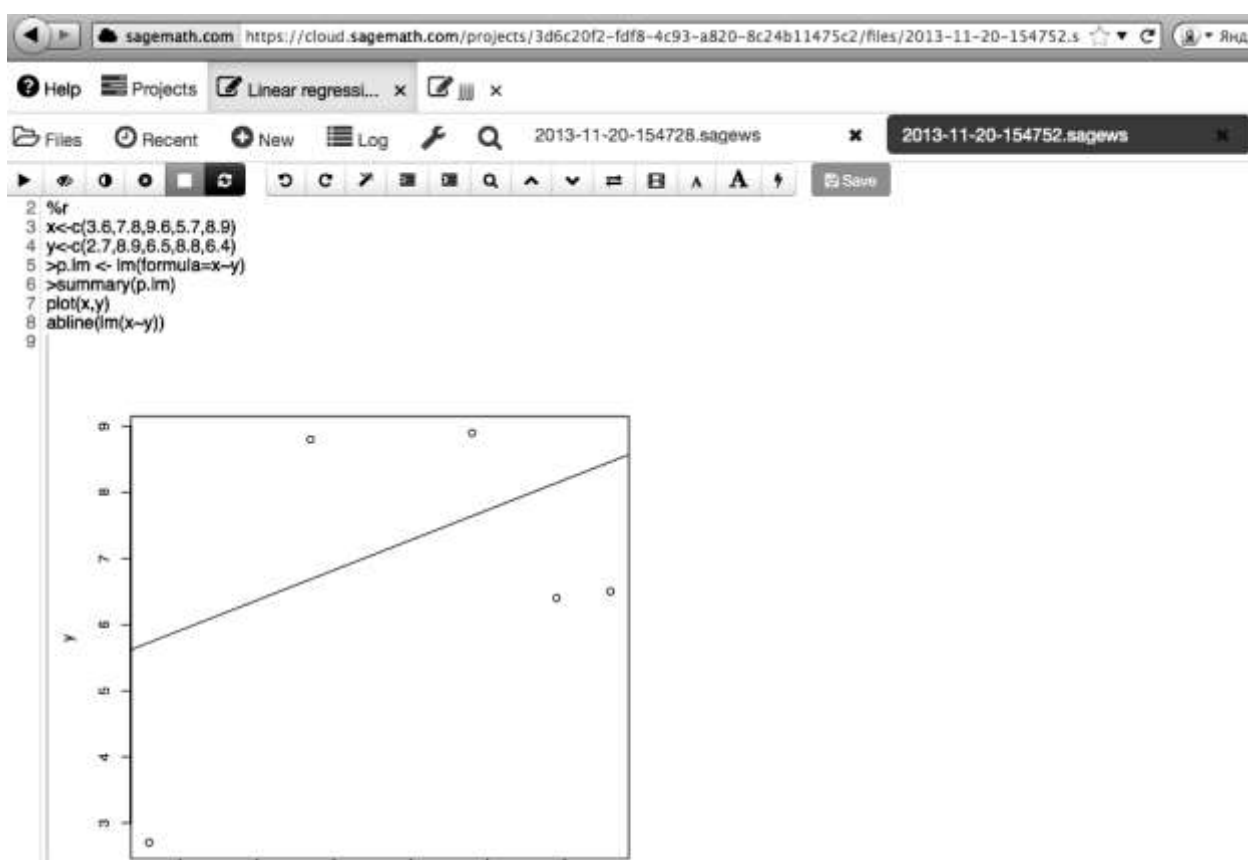 sagemath.com https://cloud.sagemath.com/projects/3d6c20f2-fdf8-4c93-a820-8c24b11475c2/files/2013-11-20-154752.s Янд
Help Projects Linear regressi... x jjjj x
Files Recent New Log 2013-11-20-154728.sagews x 2013-11-20-154752.sagews x
A A Save
2 %r
3 x<-c(3.6,7.8,9.6,5.7,8.9)
4 y<-c(2.7,8.9,6.5,8.8,6.4)
5 >p.lm <- lm(formula=x~y)
6 >summary(p.lm)
7 plot(x,y)
8 abline(lm(x~y))
9
9
8
7
6
y
5
4
3